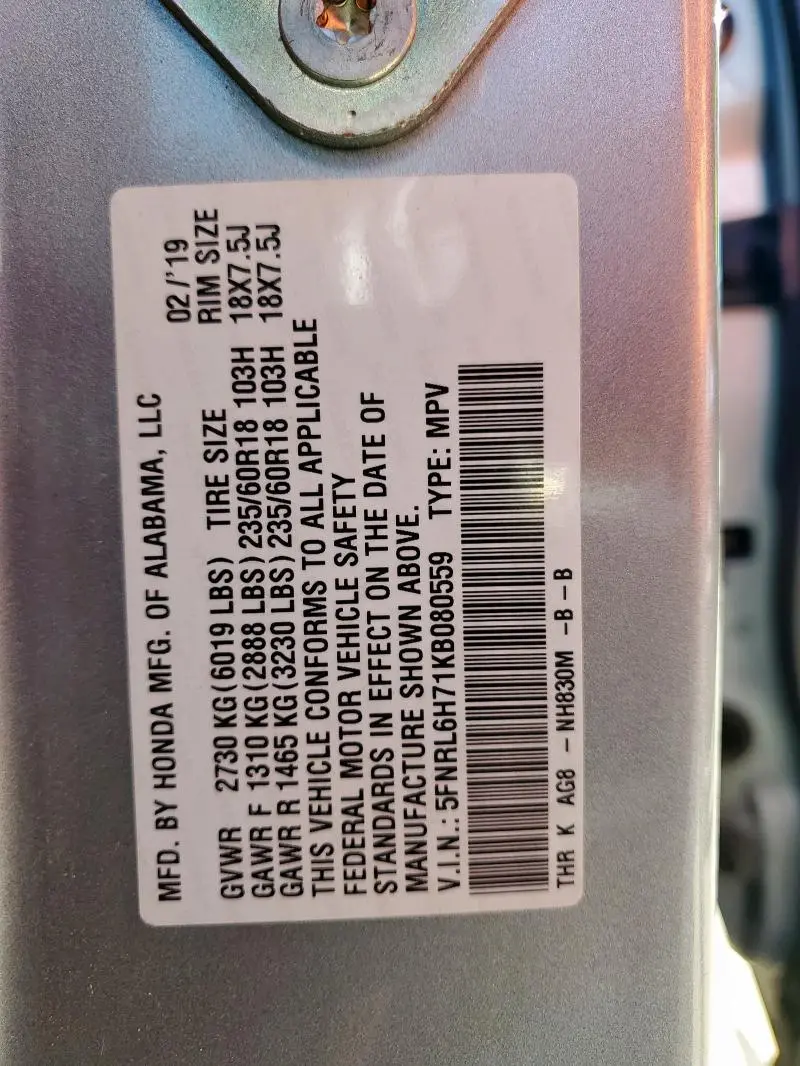 MFD. BY HONDA MFG. OF ALABAMA, LLC 02/'19
GVWR 2730 KG(6019 LBS) TIRE SIZE RIM SIZE
GAWR F 1310 KG(2888 LBS) 235/60R18 103H 18X7.5J
GAWR R 1465 KG(3230 LBS) 235/60R18 103H 18X7.5J
THIS VEHICLE CONFORMS TO ALL APPLICABLE
FEDERAL MOTOR VEHICLE SAFETY
STANDARDS IN EFFECT ON THE DATE OF
MANUFACTURE SHOWN ABOVE.
V.I.N.: 5FNRL6H71KB080559 TYPE: MPV
THR K AG8 - NH830M -B -B